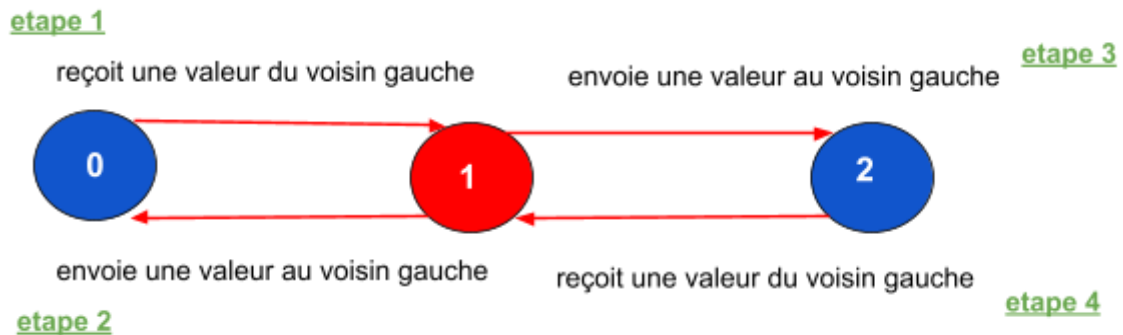 etape 1
reçoit une valeur du voisin gauche
envoie une valeur au voisin gauche
etape 3
0
1
2
envoie une valeur au voisin gauche
reçoit une valeur du voisin gauche
etape 2
etape 4